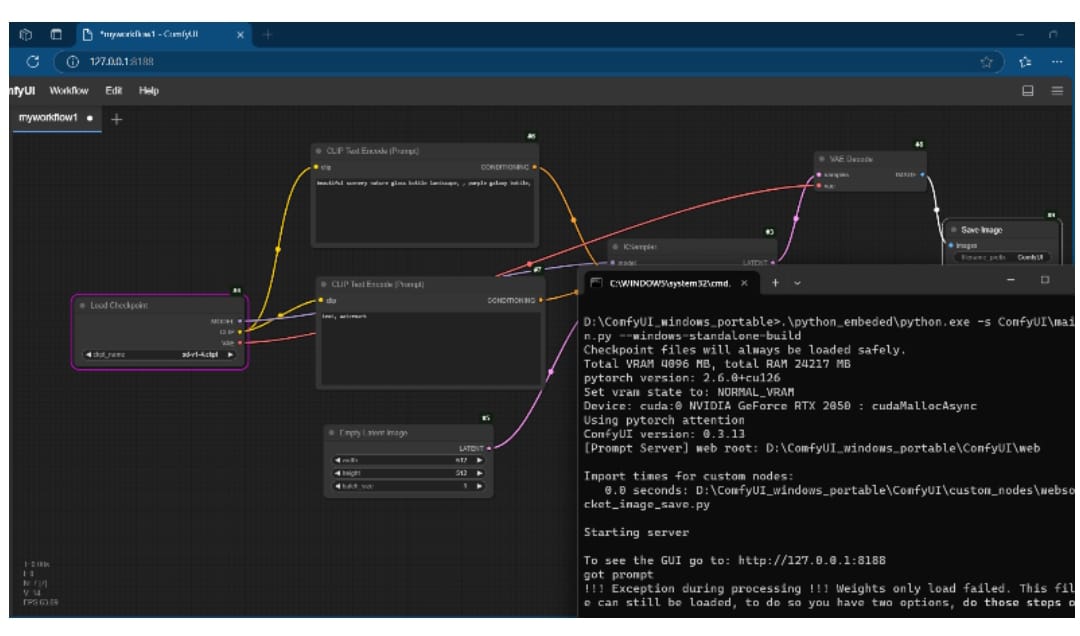 *myworkflow1 - ComfyUI
127.0.0.1:8188
mfyUI Workflow Edit Help
myworkflow1
#6
CLIP Text Encode (Prompt)
clip CONDITIONING
beautiful scenery nature glass bottle landscape, , purple galaxy bottle,
#8
VAE Decode
samples IMAGE
vae
#9
Save Image
images
filename_prefix ComfyUI
#3
KSampler
model LATENT
#7
CLIP Text Encode (Prompt)
clip CONDITIONING
text, watermark
#4
Load Checkpoint
MODEL
CLIP
VAE
ckpt_name sd-v1-4.ckpt
#5
Empty Latent Image
LATENT
width 512
height 512
batch_size 1
C:\WINDOWS\system32\cmd.
D:\ComfyUI_windows_portable>.\python_embeded\python.exe -s ComfyUI\mai
n.py --windows-standalone-build
Checkpoint files will always be loaded safely.
Total VRAM 4096 MB, total RAM 24217 MB
pytorch version: 2.6.0+cu126
Set vram state to: NORMAL_VRAM
Device: cuda:0 NVIDIA GeForce RTX 2050 : cudaMallocAsync
Using pytorch attention
ComfyUI version: 0.3.13
[Prompt Server] web root: D:\ComfyUI_windows_portable\ComfyUI\web
Import times for custom nodes:
0.0 seconds: D:\ComfyUI_windows_portable\ComfyUI\custom_nodes\webso
cket_image_save.py
Starting server
To see the GUI go to: http://127.0.0.1:8188
got prompt
!!! Exception during processing !!! Weights only load failed. This fil
e can still be loaded, to do so you have two options, do those steps o